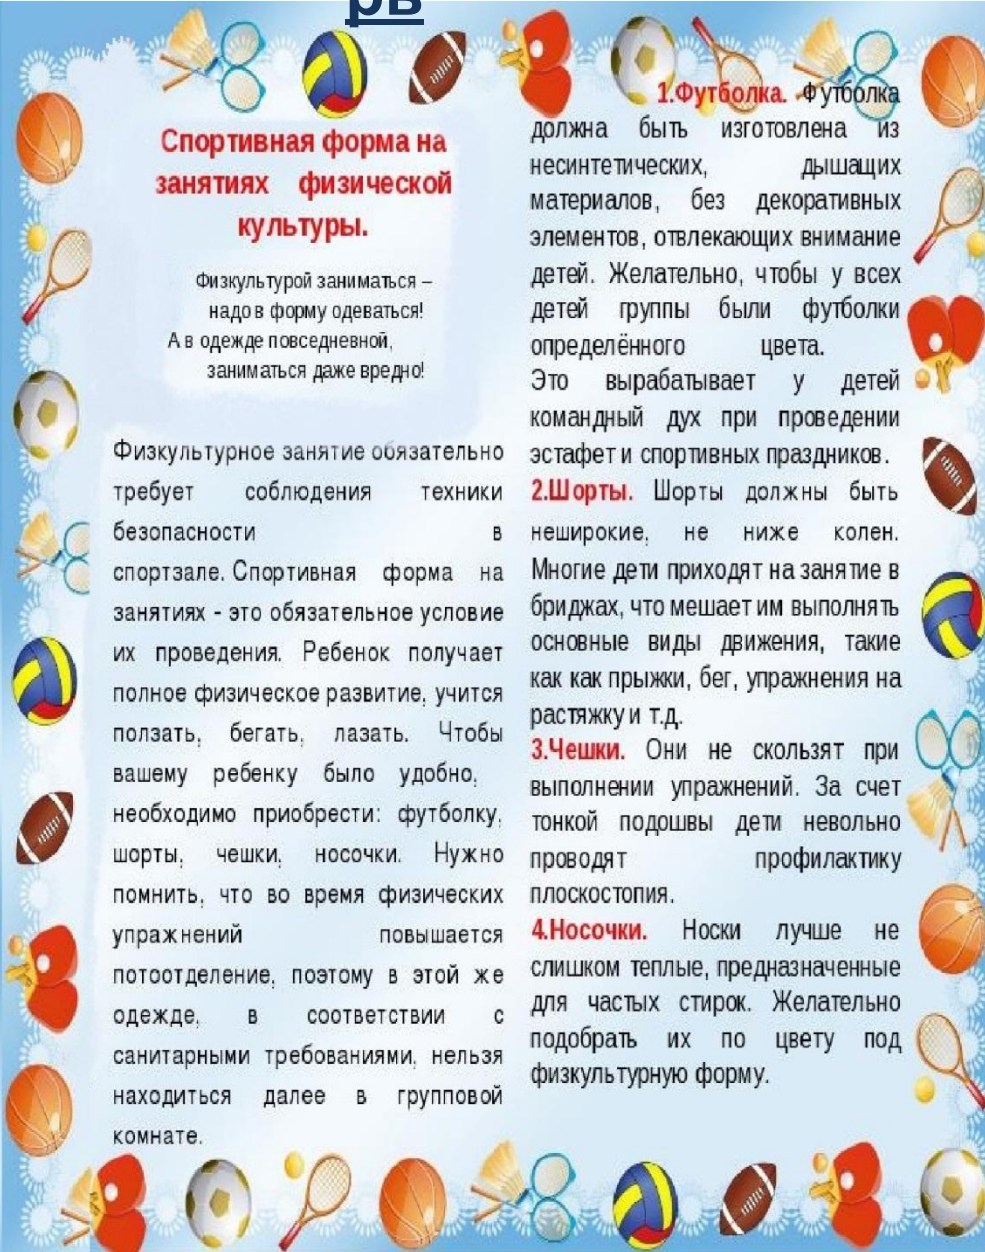 рв
Спортивная форма на
занятиях физической
культуры.
Физкультурой заниматься –
надо в форму одеваться!
А в одежде повседневной,
заниматься даже вредно!
Физкультурное занятие обязательно
требует соблюдения техники
безопасности в
спортзале. Спортивная форма на
занятиях - это обязательное условие
их проведения. Ребенок получает
полное физическое развитие, учится
ползать, бегать, лазать. Чтобы
вашему ребенку было удобно,
необходимо приобрести: футболку,
шорты, чешки, носочки. Нужно
помнить, что во время физических
упражнений повышается
потоотделение, поэтому в этой же
одежде, в соответствии с
санитарными требованиями, нельзя
находиться далее в групповой
комнате.
1.Футболка. Футболка
должна быть изготовлена из
несинтетических, дышащих
материалов, без декоративных
элементов, отвлекающих внимание
детей. Желательно, чтобы у всех
детей группы были футболки
определённого цвета.
Это вырабатывает у детей
командный дух при проведении
эстафет и спортивных праздников.
2.Шорты. Шорты должны быть
неширокие, не ниже колен.
Многие дети приходят на занятие в
бриджах, что мешает им выполнять
основные виды движения, такие
как как прыжки, бег, упражнения на
растяжку и т.д.
3.Чешки. Они не скользят при
выполнении упражнений. За счет
тонкой подошвы дети невольно
проводят профилактику
плоскостопия.
4.Носочки. Носки лучше не
слишком теплые, предназначенные
для частых стирок. Желательно
подобрать их по цвету под
физкультурную форму.